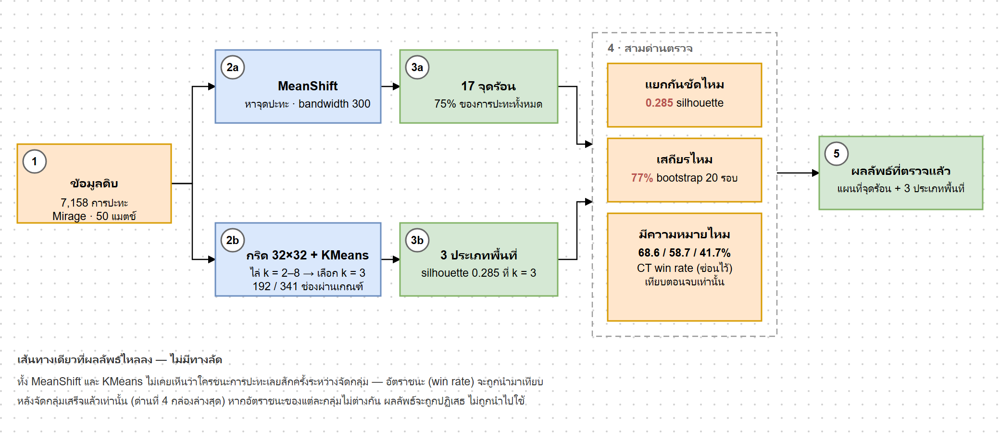 1
ข้อมูลดิบ
7,158 การปะทะ
Mirage · 50 แมตช์
2a
MeanShift
หาจุดปะทะ · bandwidth 300
3a
17 จุดร้อน
75% ของการปะทะทั้งหมด
2b
กริด 32×32 + KMeans
ไล่ k = 2–8 → เลือก k = 3
192 / 341 ช่องผ่านเกณฑ์
3b
3 ประเภทพื้นที่
silhouette 0.285 ที่ k = 3
4 · สามด่านตรวจ
แยกกันชัดไหม
0.285 silhouette
เสถียรไหม
77% bootstrap 20 รอบ
มีความหมายไหม
68.6 / 58.7 / 41.7%
CT win rate (ซ่อนไว้)
เทียบตอนจบเท่านั้น
5
ผลลัพธ์ที่ตรวจแล้ว
แผนที่จุดร้อน + 3 ประเภทพื้นที่
เส้นทางเดียวที่ผลลัพธ์ไหลลง — ไม่มีทางลัด
ทั้ง MeanShift และ KMeans ไม่เคยเห็นว่าใครชนะการปะทะเลยสักครั้งระหว่างจัดกลุ่ม — อัตราชนะ (win rate) จะถูกนำมาเทียบ
หลังจัดกลุ่มเสร็จแล้วเท่านั้น (ด่านที่ 4 กล่องล่างสุด) หากอัตราชนะของแต่ละกลุ่มไม่ต่างกัน ผลลัพธ์จะถูกปฏิเสธ ไม่ถูกนำไปใช้